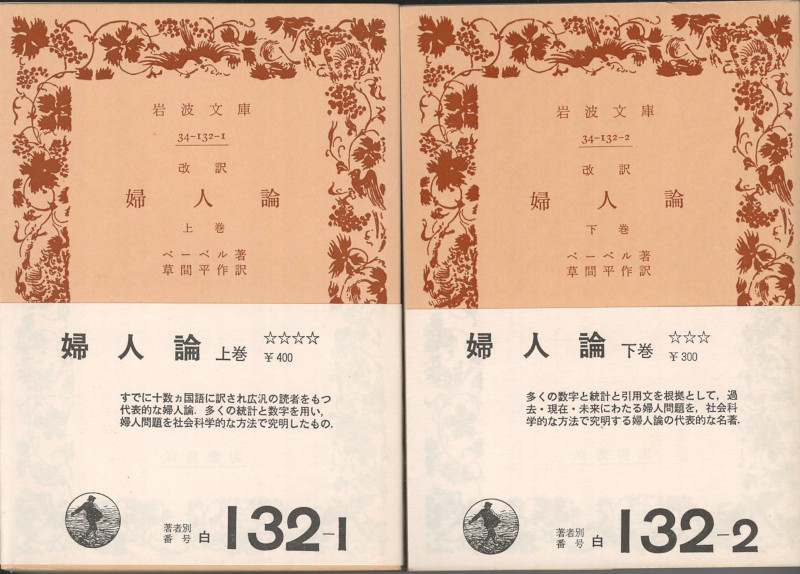 岩波文庫
34-132-1
改訳
婦人論
上巻
ベーベル著
草間平作訳
婦人論 上巻 ☆☆☆☆
￥400
すでに十数ヵ国語に訳され広汎の読者をもつ
代表的な婦人論．多くの統計と数字を用い，
婦人問題を社会科学的な方法で究明したもの．
著者別
番号 白 132-1
岩波文庫
34-132-2
改訳
婦人論
下巻
ベーベル著
草間平作訳
婦人論 下巻 ☆☆☆
￥300
多くの数字と統計と引用文を根拠として，過
去・現在・未来にわたる婦人問題を，社会科
学的な方法で究明する婦人論の代表的な名著．
著者別
番号 白 132-2